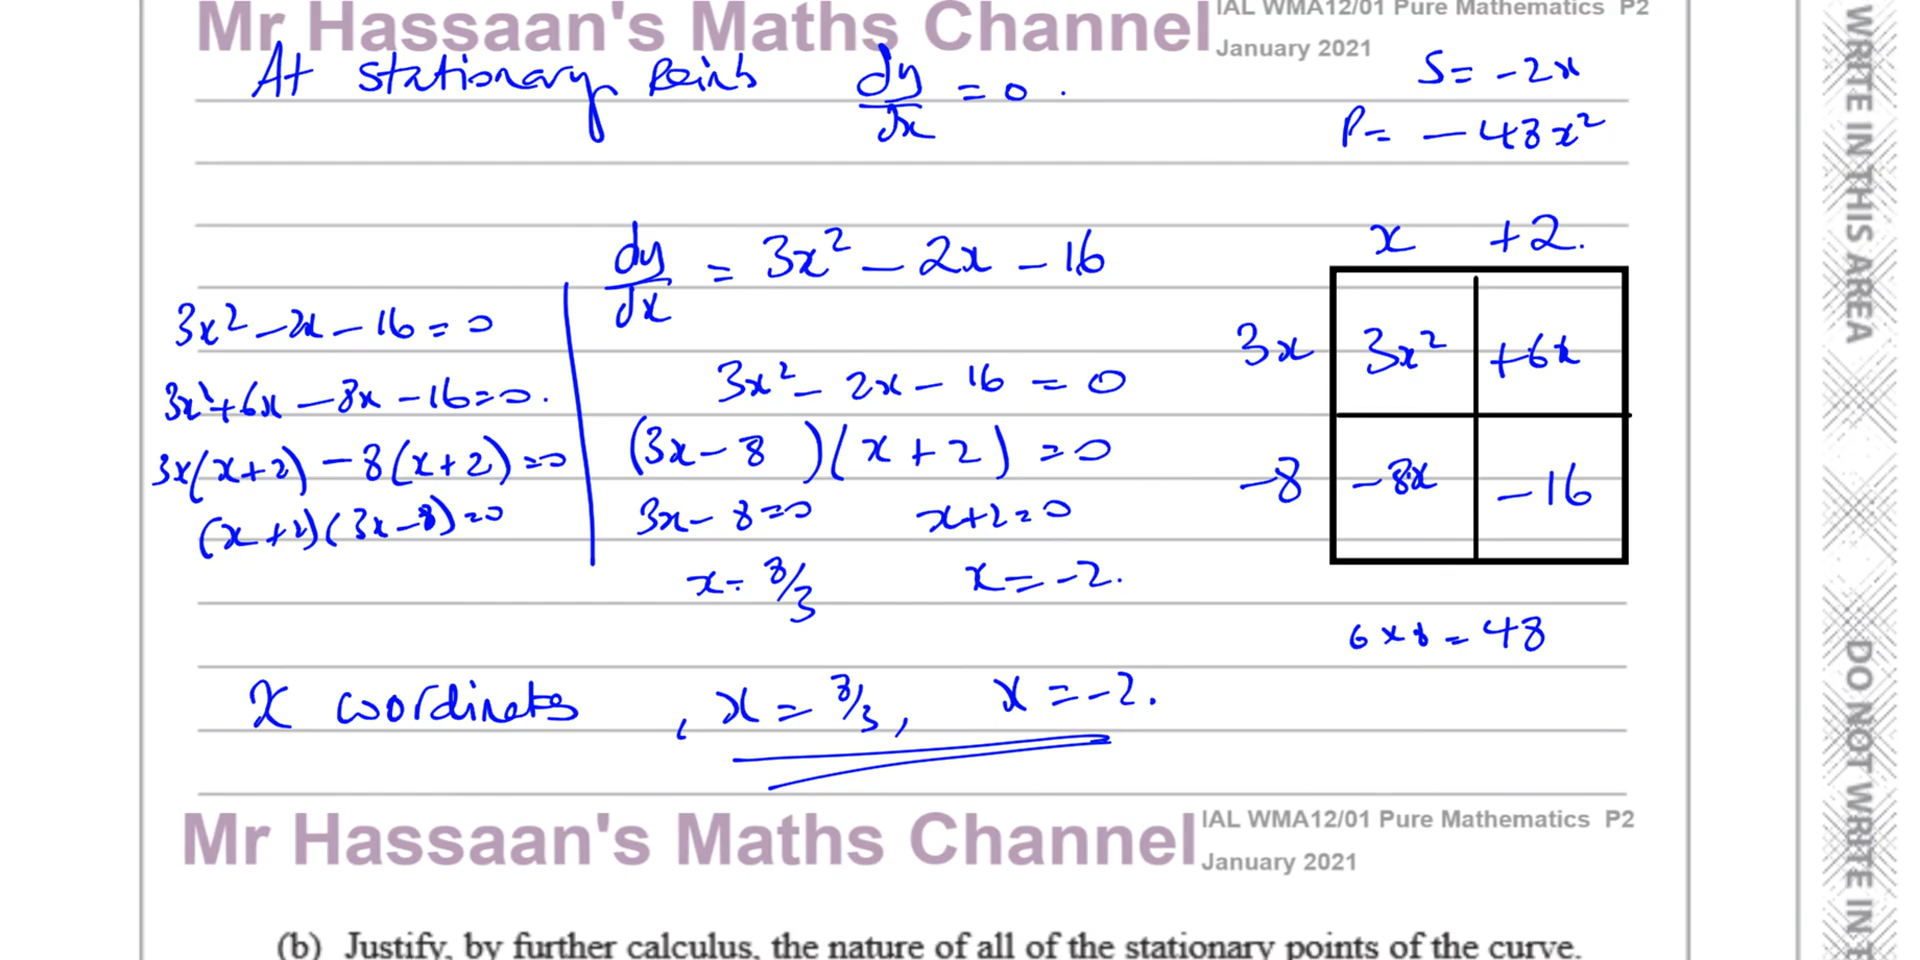 Mr Hassaan's Maths Channel
IAL WMA12/01 Pure Mathematics P2
January 2021
At stationary points dy/dx = 0.
S = -2x
P = -48x²
dy/dx = 3x² - 2x - 16
3x² - 2x - 16 = 0
3x² + 6x - 8x - 16 = 0.
3x(x+2) - 8(x+2) = 0
(x+2)(3x-8) = 0
3x² - 2x - 16 = 0
(3x - 8)(x + 2) = 0
3x - 8 = 0 x+2 = 0
x = 8/3 x = -2.
x +2.
3x 3x² +6x
-8 -8x -16
6 x 8 = 48
X coordinates, x = 8/3, x = -2.
Mr Hassaan's Maths Channel
IAL WMA12/01 Pure Mathematics P2
January 2021
(b) Justify, by further calculus, the nature of all of the stationary points of the curve.
WRITE IN THIS AREA
DO NOT WRITE IN T